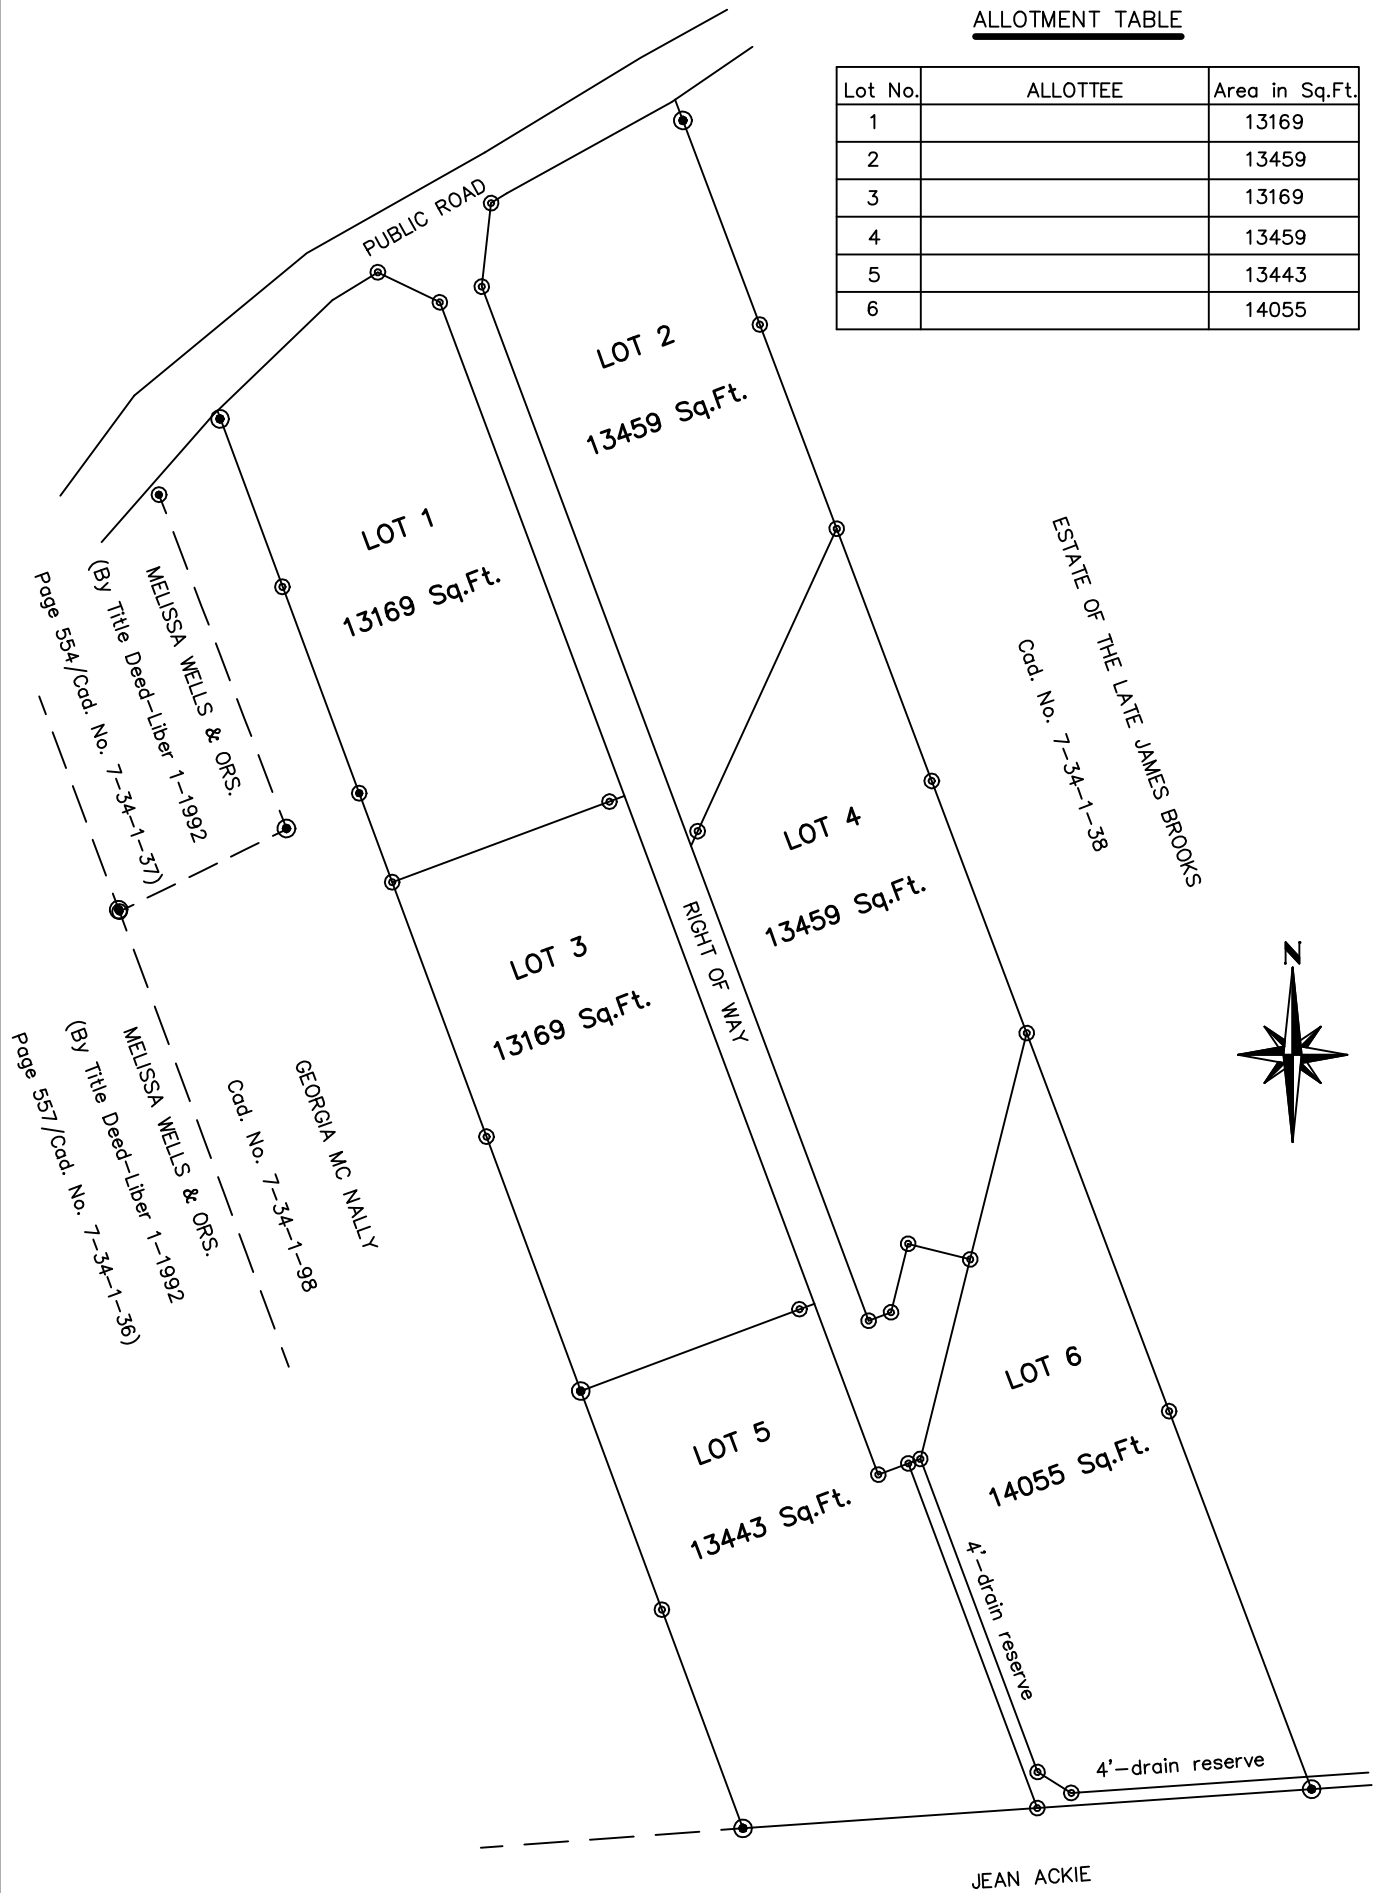 ALLOTMENT TABLE
Lot No. ALLOTTEE Area in Sq.Ft.
1 13169
2 13459
3 13169
4 13459
5 13443
6 14055
PUBLIC ROAD
LOT 2
13459 Sq.Ft.
LOT 1
13169 Sq.Ft.
MELISSA WELLS & ORS.
(By Title Deed-Liber 1-1992
Page 554/Cad. No. 7-34-1-37)
ESTATE OF THE LATE JAMES BROOKS
Cad. No. 7-34-1-38
LOT 4
13459 Sq.Ft.
RIGHT OF WAY
LOT 3
13169 Sq.Ft.
N
GEORGIA MC NALLY
Cad. No. 7-34-1-98
MELISSA WELLS & ORS.
(By Title Deed-Liber 1-1992
Page 557/Cad. No. 7-34-1-36)
LOT 6
14055 Sq.Ft.
LOT 5
13443 Sq.Ft.
4'-drain reserve
4'-drain reserve
JEAN ACKIE